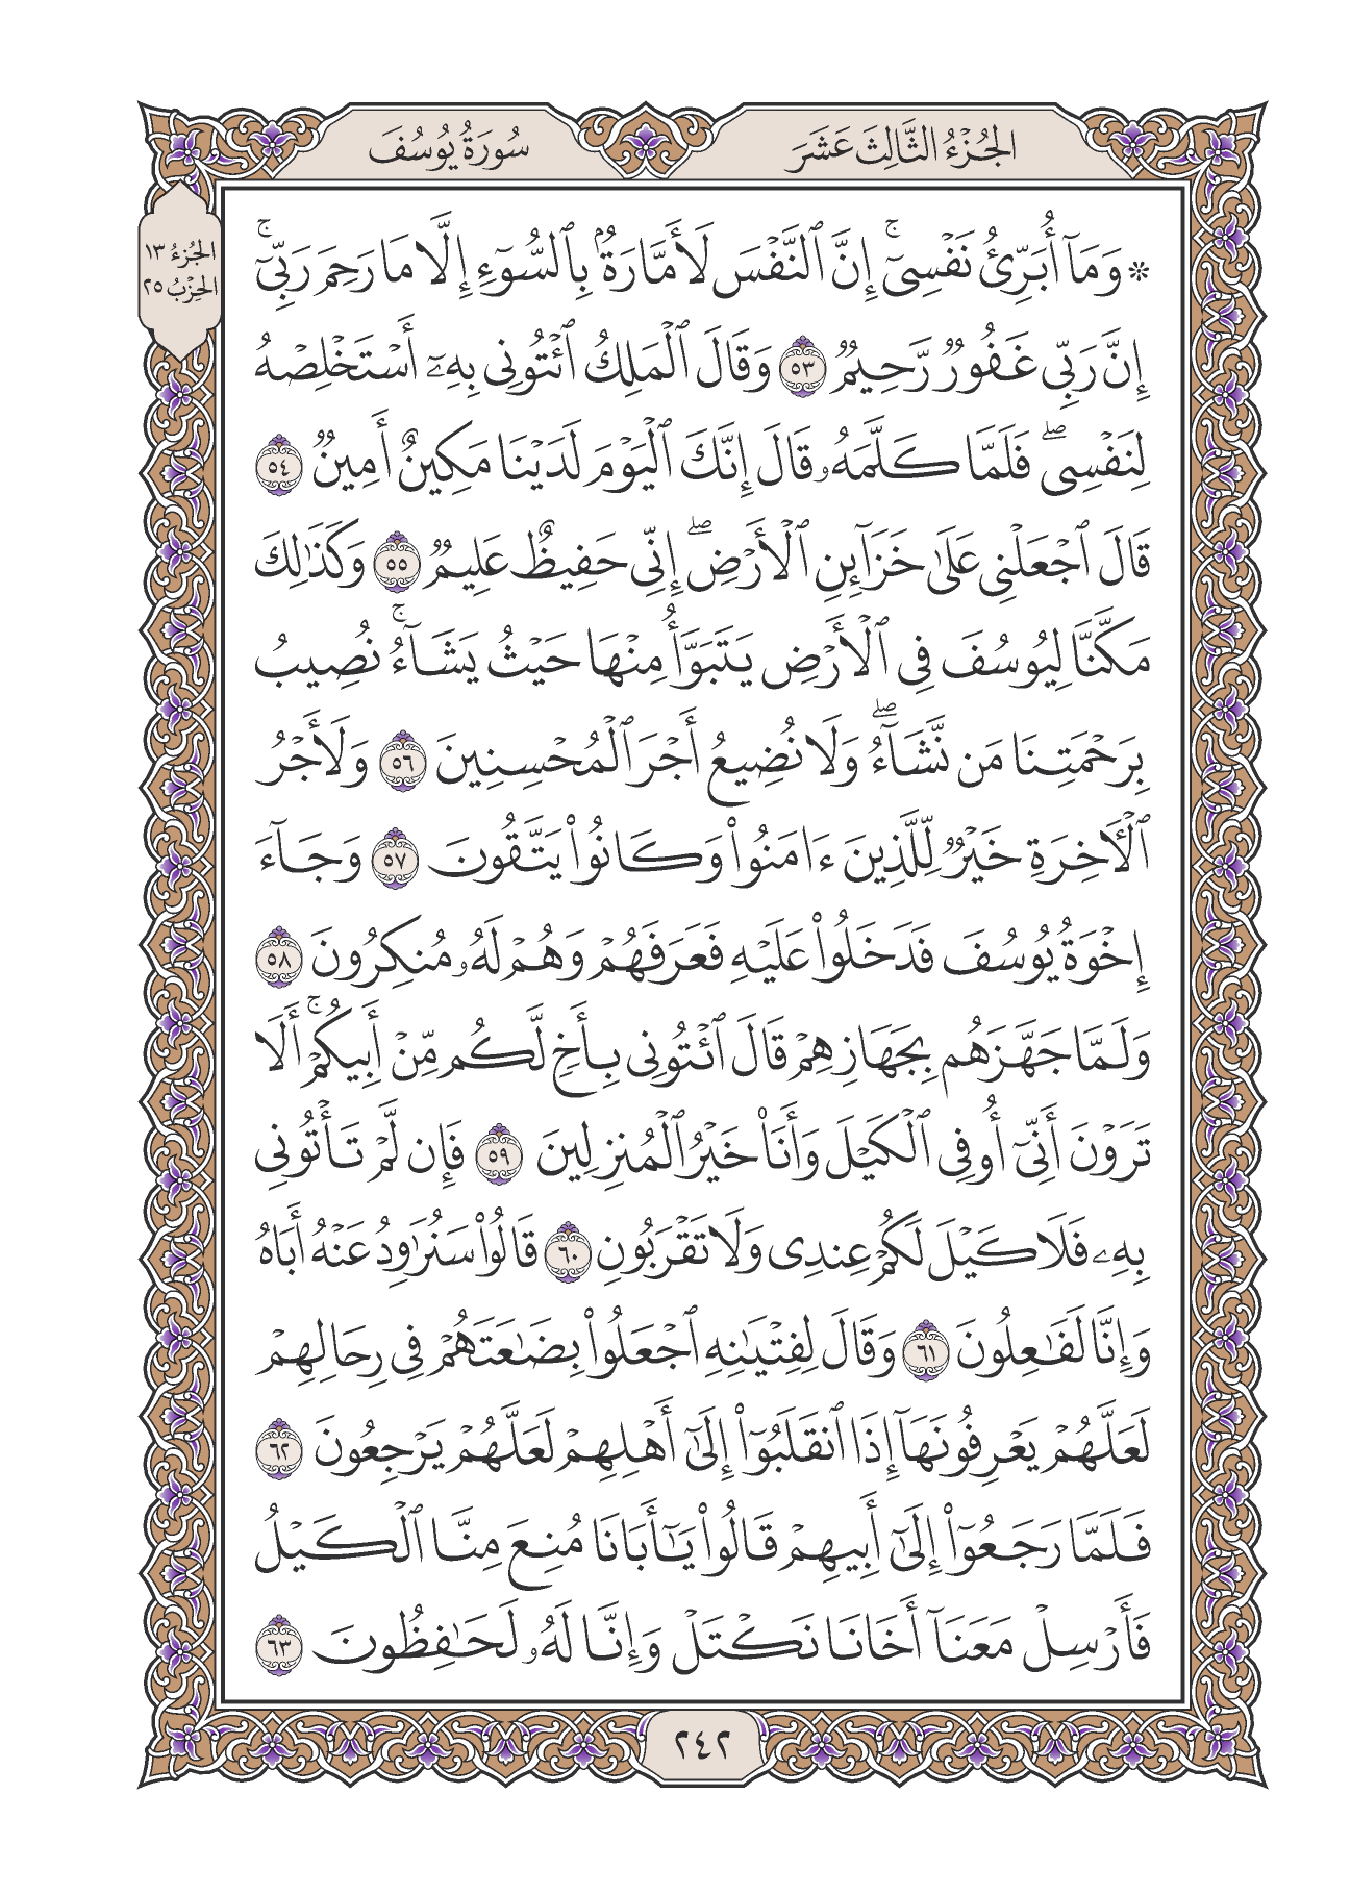 الجُزْءُ الثَّالِثَ عَشَرَ
سُورَةُ يُوسُفَ
الجُزءُ ١٣
الحِزْبُ ٢٥
۞ وَمَآ أُبَرِّئُ نَفْسِيٓۚ إِنَّ ٱلنَّفْسَ لَأَمَّارَةُۢ بِٱلسُّوٓءِ إِلَّا مَا رَحِمَ رَبِّيٓۚ
إِنَّ رَبِّي غَفُورٞ رَّحِيمٞ ٥٣ وَقَالَ ٱلۡمَلِكُ ٱئۡتُونِي بِهِۦٓ أَسۡتَخۡلِصۡهُ
لِنَفۡسِيۖ فَلَمَّا كَلَّمَهُۥ قَالَ إِنَّكَ ٱلۡيَوۡمَ لَدَيۡنَا مَكِينٌ أَمِينٞ ٥٤
قَالَ ٱجۡعَلۡنِي عَلَىٰ خَزَآئِنِ ٱلۡأَرۡضِۖ إِنِّي حَفِيظٌ عَلِيمٞ ٥٥ وَكَذَٰلِكَ
مَكَّنَّا لِيُوسُفَ فِي ٱلۡأَرۡضِ يَتَبَوَّأُ مِنۡهَا حَيۡثُ يَشَآءُۚ نُصِيبُ
بِرَحۡمَتِنَا مَن نَّشَآءُۖ وَلَا نُضِيعُ أَجۡرَ ٱلۡمُحۡسِنِينَ ٥٦ وَلَأَجۡرُ
ٱلۡأٓخِرَةِ خَيۡرٞ لِّلَّذِينَ ءَامَنُواْ وَكَانُواْ يَتَّقُونَ ٥٧ وَجَآءَ
إِخۡوَةُ يُوسُفَ فَدَخَلُواْ عَلَيۡهِ فَعَرَفَهُمۡ وَهُمۡ لَهُۥ مُنكِرُونَ ٥٨
وَلَمَّا جَهَّزَهُم بِجَهَازِهِمۡ قَالَ ٱئۡتُونِي بِأَخٖ لَّكُم مِّنۡ أَبِيكُمۡۚ أَلَا
تَرَوۡنَ أَنِّيٓ أُوفِي ٱلۡكَيۡلَ وَأَنَا۠ خَيۡرُ ٱلۡمُنزِلِينَ ٥٩ فَإِن لَّمۡ تَأۡتُونِي
بِهِۦ فَلَا كَيۡلَ لَكُمۡ عِندِي وَلَا تَقۡرَبُونِ ٦٠ قَالُواْ سَنُرَٰوِدُ عَنۡهُ أَبَاهُ
وَإِنَّا لَفَٰعِلُونَ ٦١ وَقَالَ لِفِتۡيَٰنِهِ ٱجۡعَلُواْ بِضَٰعَتَهُمۡ فِي رِحَالِهِمۡ
لَعَلَّهُمۡ يَعۡرِفُونَهَآ إِذَا ٱنقَلَبُوٓاْ إِلَىٰٓ أَهۡلِهِمۡ لَعَلَّهُمۡ يَرۡجِعُونَ ٦٢
فَلَمَّا رَجَعُوٓاْ إِلَىٰٓ أَبِيهِمۡ قَالُواْ يَٰٓأَبَانَا مُنِعَ مِنَّا ٱلۡكَيۡلُ
فَأَرۡسِلۡ مَعَنَآ أَخَانَا نَكۡتَلۡ وَإِنَّا لَهُۥ لَحَٰفِظُونَ ٦٣
٢٤٢